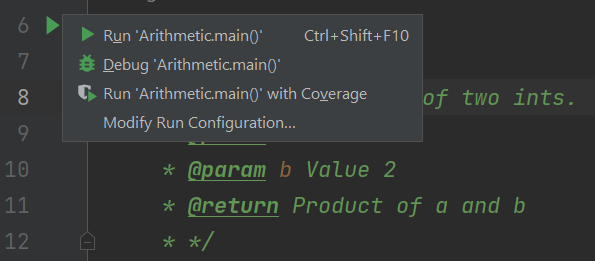 6
Run 'Arithmetic.main()' Ctrl+Shift+F10
7
Debug 'Arithmetic.main()'
8
Run 'Arithmetic.main()' with Coverage
of two ints.
9
Modify Run Configuration...
10 * @param b Value 2
11 * @return Product of a and b
12 * */